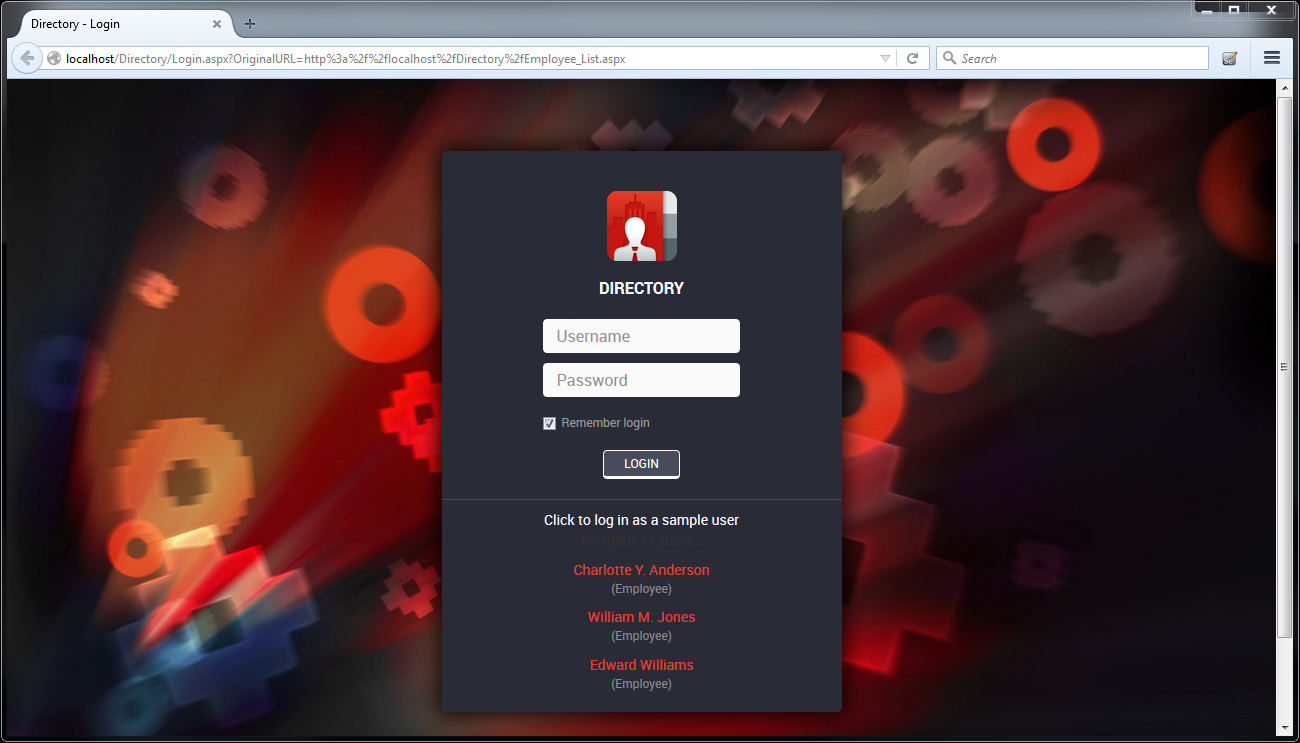 Directory - Login
localhost/Directory/Login.aspx?OriginalURL=http%3a%2f%2flocalhost%2fDirectory%2fEmployee_List.aspx
Search
DIRECTORY
Username
Password
Remember login
LOGIN
Click to log in as a sample user
No items to show...
Charlotte Y. Anderson
(Employee)
William M. Jones
(Employee)
Edward Williams
(Employee)